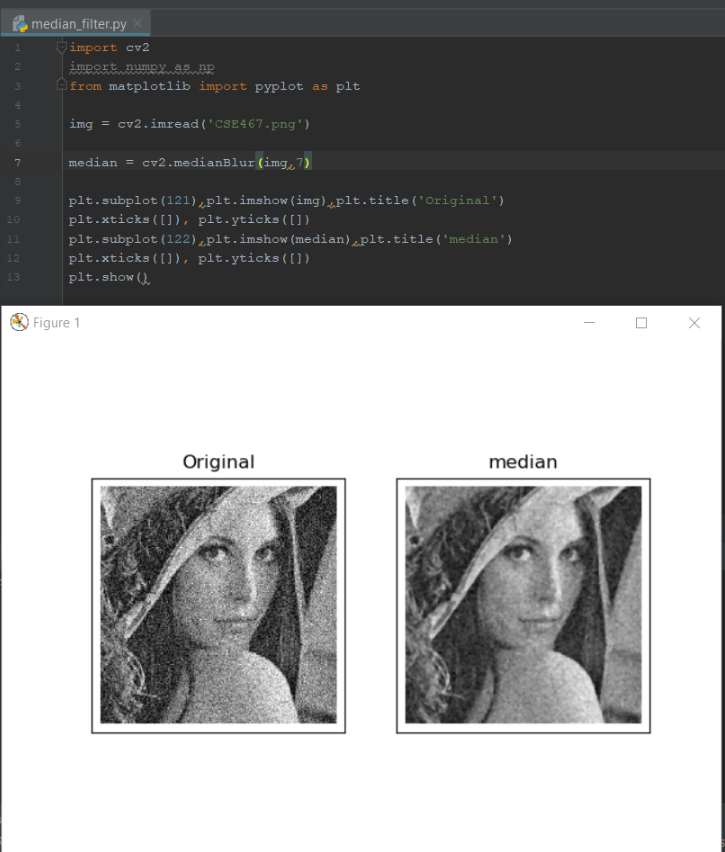 median_filter.py
1 import cv2
2 import numpy as np
3 from matplotlib import pyplot as plt
4
5 img = cv2.imread('CSE467.png')
6
7 median = cv2.medianBlur(img,7)
8
9 plt.subplot(121),plt.imshow(img),plt.title('Original')
10 plt.xticks([]), plt.yticks([])
11 plt.subplot(122),plt.imshow(median),plt.title('median')
12 plt.xticks([]), plt.yticks([])
13 plt.show()
Figure 1
Original median